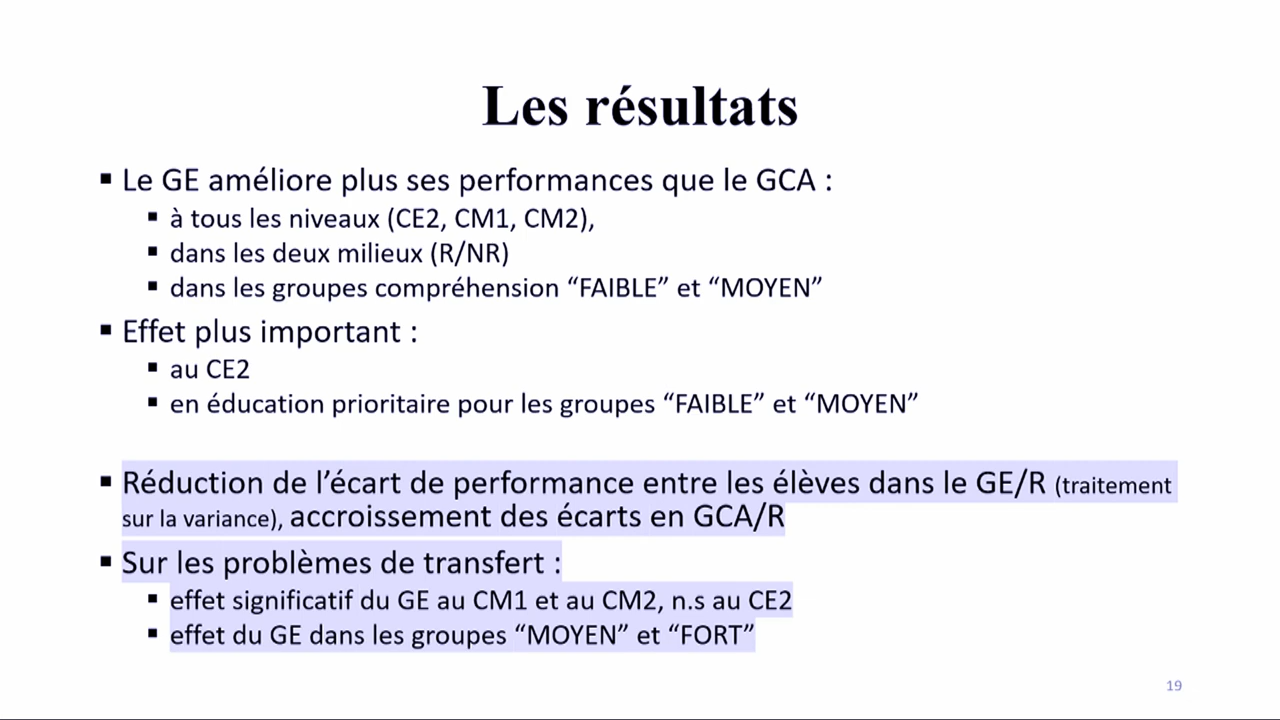 Les résultats
▪ Le GE améliore plus ses performances que le GCA :
▪ à tous les niveaux (CE2, CM1, CM2),
▪ dans les deux milieux (R/NR)
▪ dans les groupes compréhension “FAIBLE” et “MOYEN”
▪ Effet plus important :
▪ au CE2
▪ en éducation prioritaire pour les groupes “FAIBLE” et “MOYEN”
▪ Réduction de l’écart de performance entre les élèves dans le GE/R (traitement
sur la variance), accroissement des écarts en GCA/R
▪ Sur les problèmes de transfert :
▪ effet significatif du GE au CM1 et au CM2, n.s au CE2
▪ effet du GE dans les groupes “MOYEN” et “FORT”
19